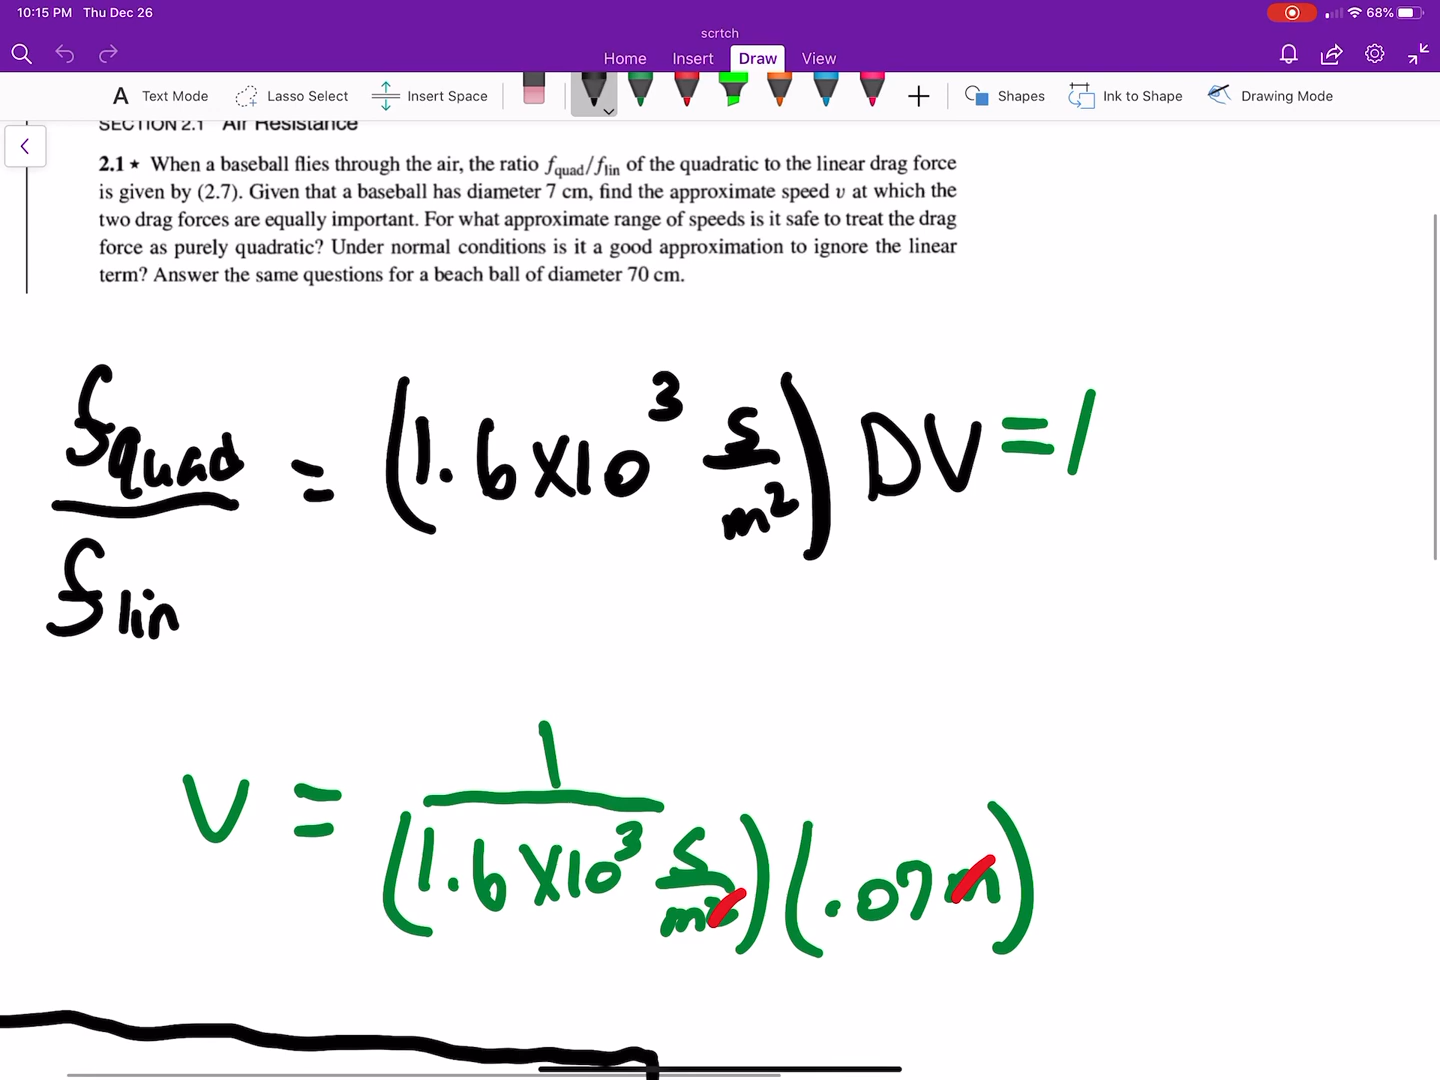 10:15 PM Thu Dec 26 68%
scrtch
Home Insert Draw View
A Text Mode Lasso Select Insert Space Shapes Ink to Shape Drawing Mode
SECTION 2.1 Air Resistance
2.1 ⋆ When a baseball flies through the air, the ratio f_quad/f_lin of the quadratic to the linear drag force
is given by (2.7). Given that a baseball has diameter 7 cm, find the approximate speed v at which the
two drag forces are equally important. For what approximate range of speeds is it safe to treat the drag
force as purely quadratic? Under normal conditions is it a good approximation to ignore the linear
term? Answer the same questions for a beach ball of diameter 70 cm.
f_quad / f_lin = (1.6 x 10^3 s/m^2) DV = 1
V = 1 / (1.6 x 10^3 s/m^2)(.07m)